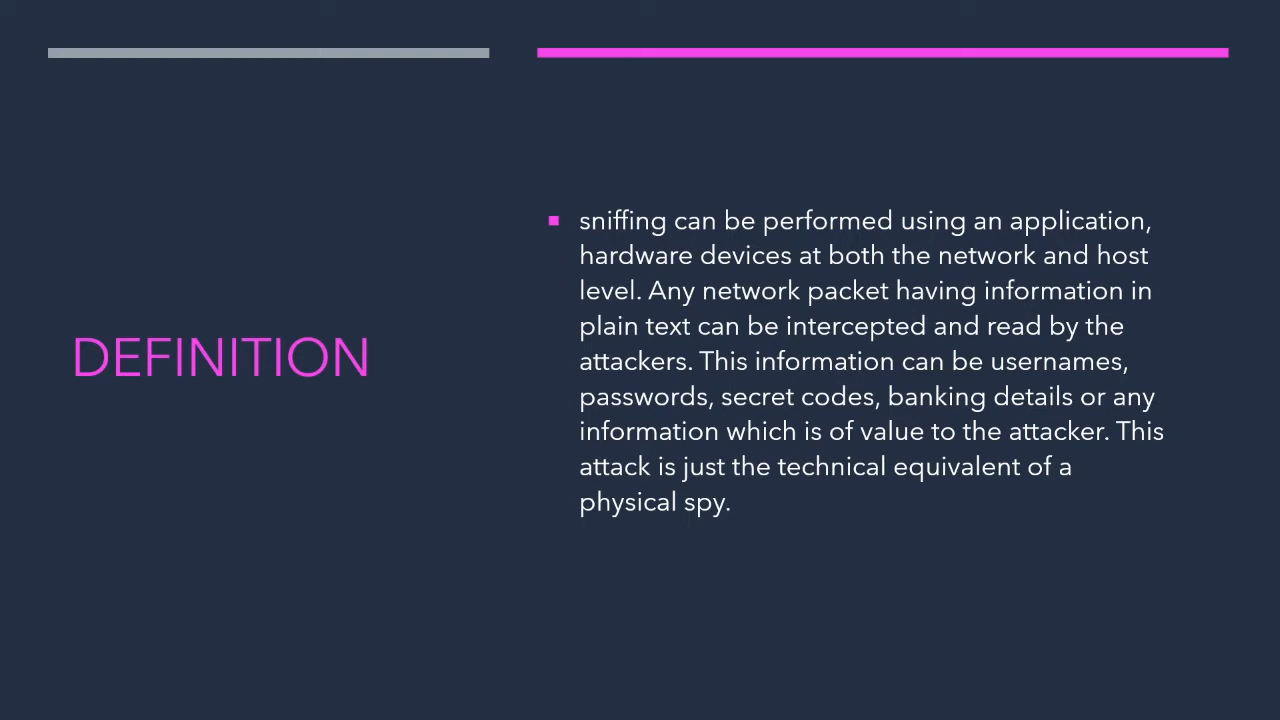 DEFINITION
sniffing can be performed using an application,
hardware devices at both the network and host
level. Any network packet having information in
plain text can be intercepted and read by the
attackers. This information can be usernames,
passwords, secret codes, banking details or any
information which is of value to the attacker. This
attack is just the technical equivalent of a
physical spy.